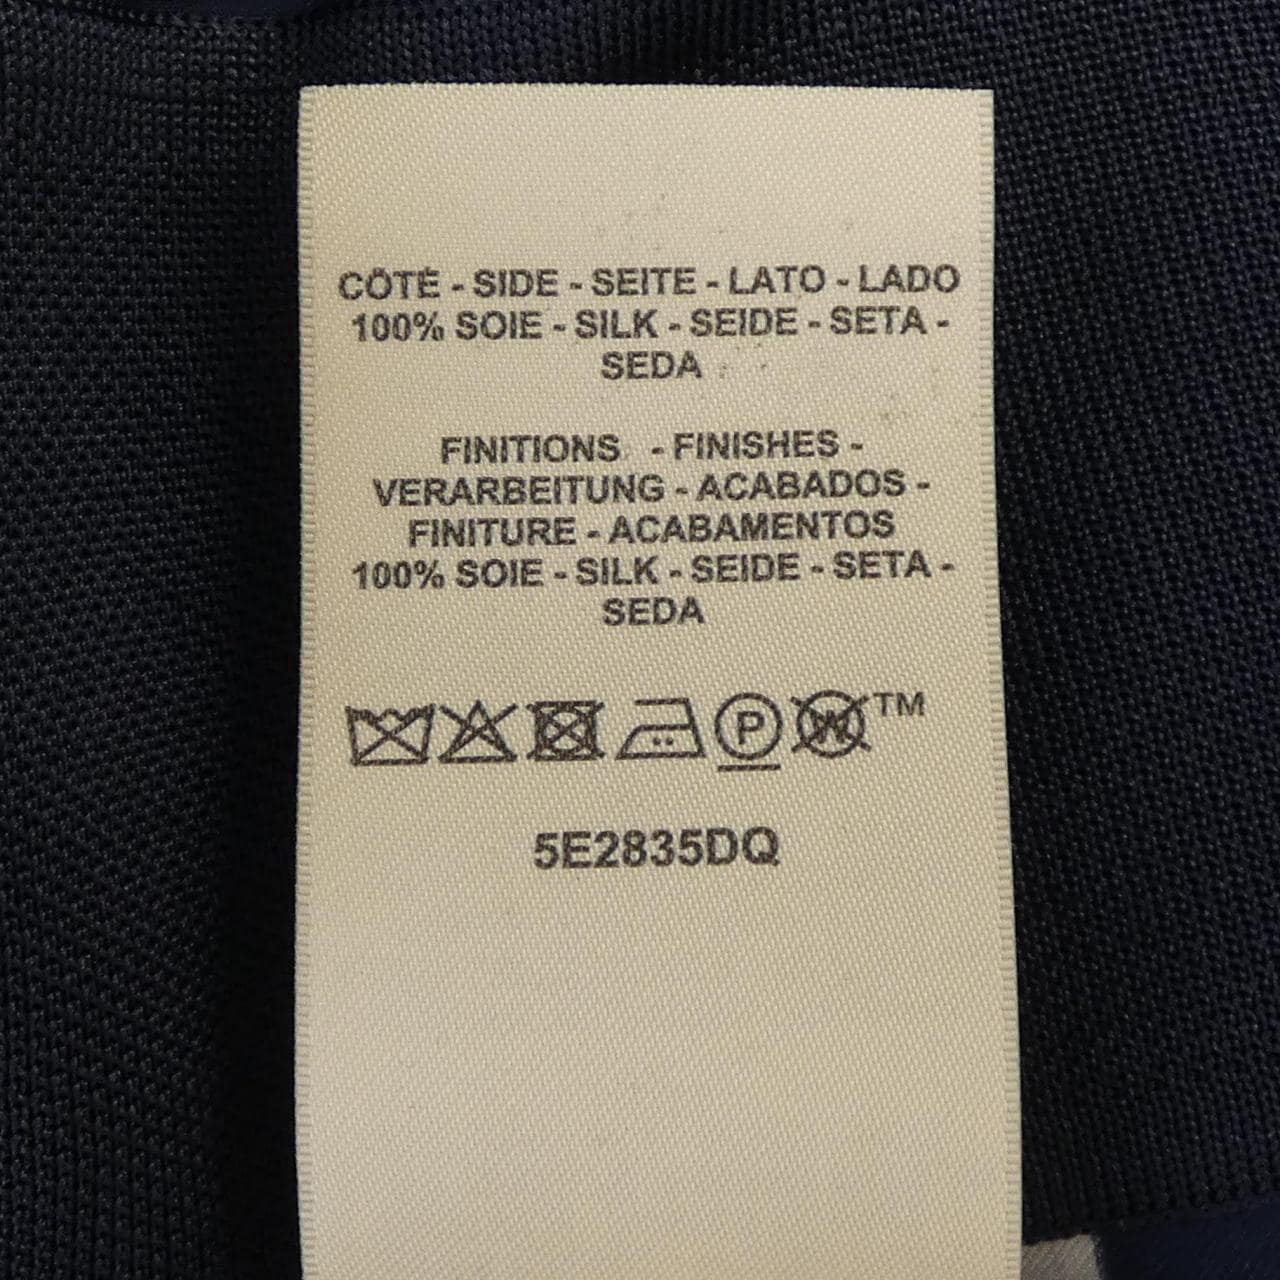 CÔTÉ - SIDE - SEITE - LATO - LADO
100% SOIE - SILK - SEIDE - SETA -
SEDA
FINITIONS - FINISHES -
VERARBEITUNG - ACABADOS -
FINITURE - ACABAMENTOS
100% SOIE - SILK - SEIDE - SETA -
SEDA
P W TM
5E2835DQ